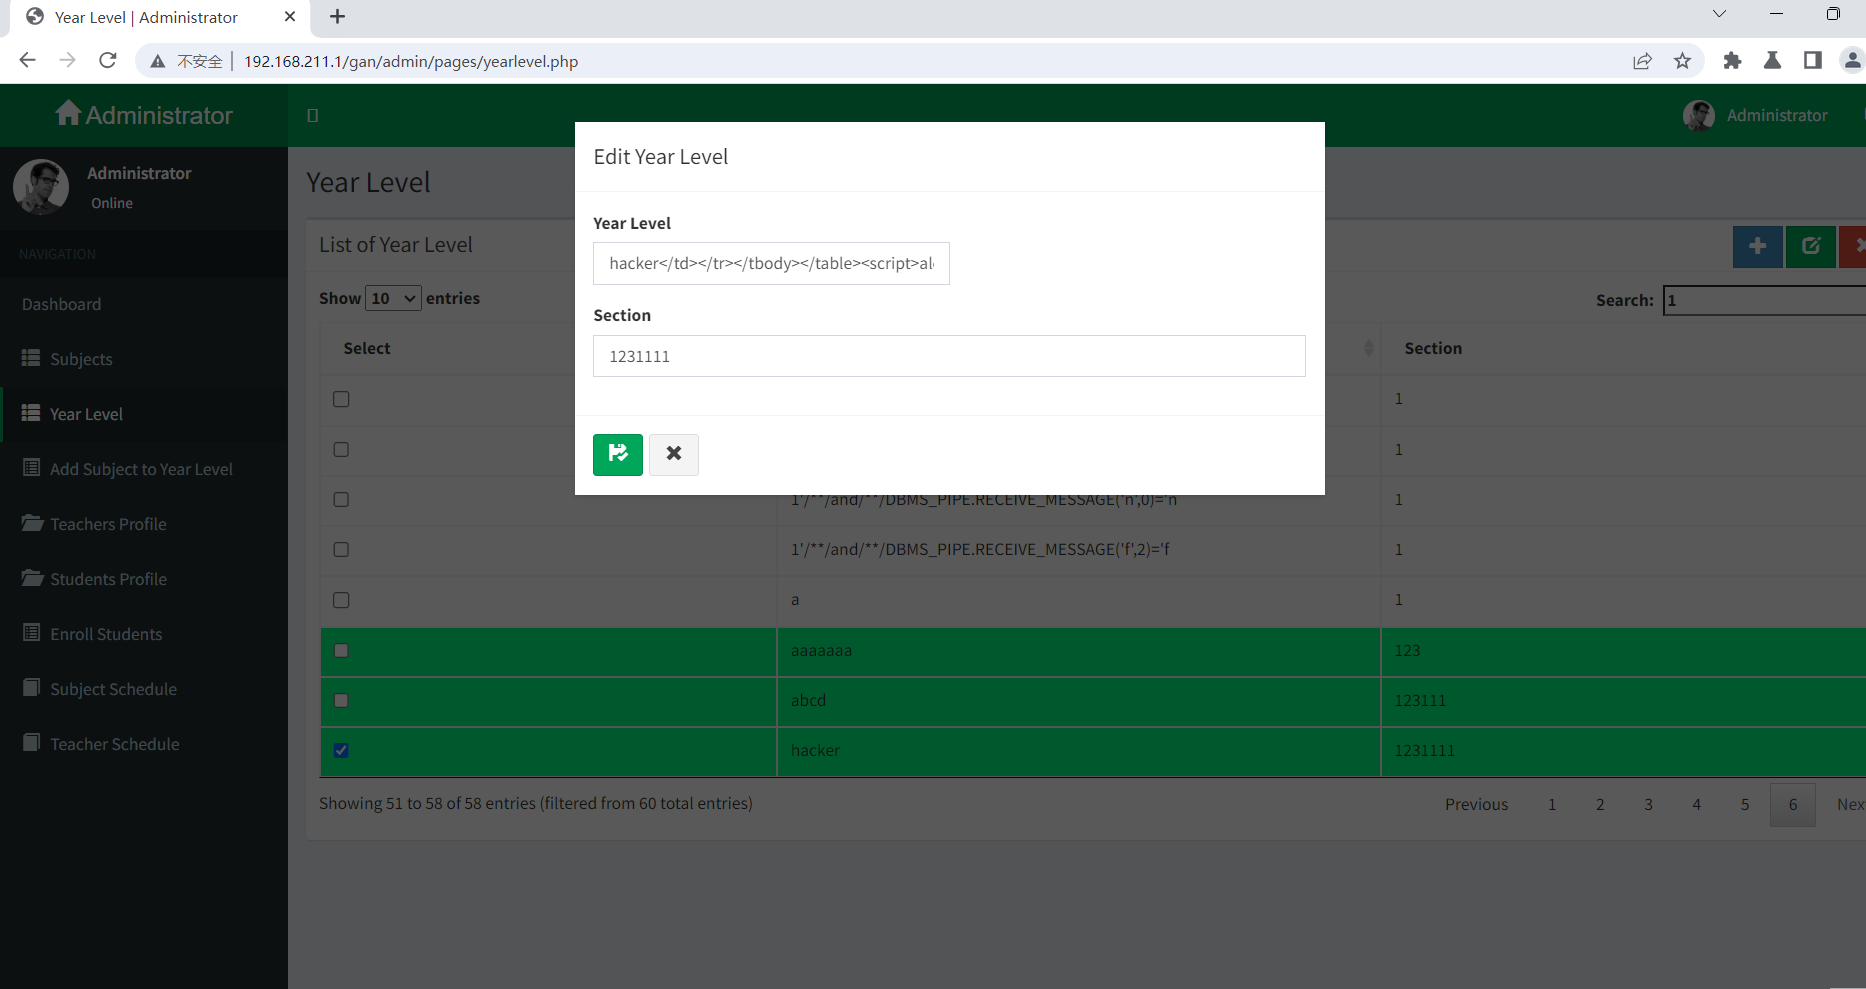 Year Level | Administrator
不安全 192.168.211.1/gan/admin/pages/yearlevel.php
Administrator
Administrator
Administrator
Online
NAVIGATION
Dashboard
Subjects
Year Level
Add Subject to Year Level
Teachers Profile
Students Profile
Enroll Students
Subject Schedule
Teacher Schedule
Year Level
List of Year Level
Show 10 entries
Search: 1
Select
Section
1
1
1'/**/and/**/DBMS_PIPE.RECEIVE_MESSAGE('n',0)='n 1
1'/**/and/**/DBMS_PIPE.RECEIVE_MESSAGE('f',2)='f 1
a 1
aaaaaaa 123
abcd 123111
hacker 1231111
Showing 51 to 58 of 58 entries (filtered from 60 total entries)
Previous 1 2 3 4 5 6 Nex
Edit Year Level
Year Level
hacker</td></tr></tbody></table><script>al
Section
1231111